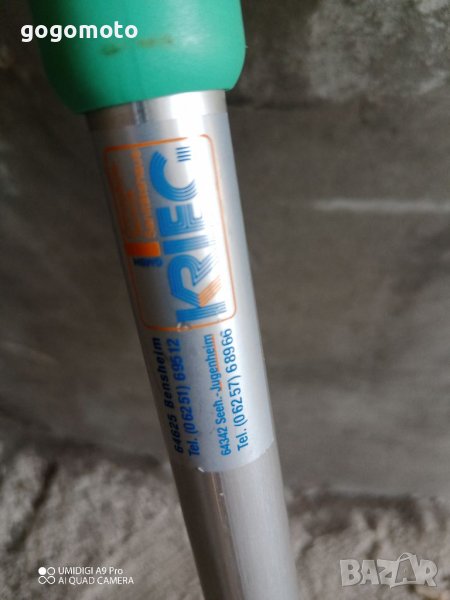 gogomoto
KRIEG
64625 Bensheim
Tel. (06251) 69512
64342 Seeh.-Jugenheim
Tel. (06257) 68966
UMIDIGI A9 Pro
AI QUAD CAMERA
BAZAR